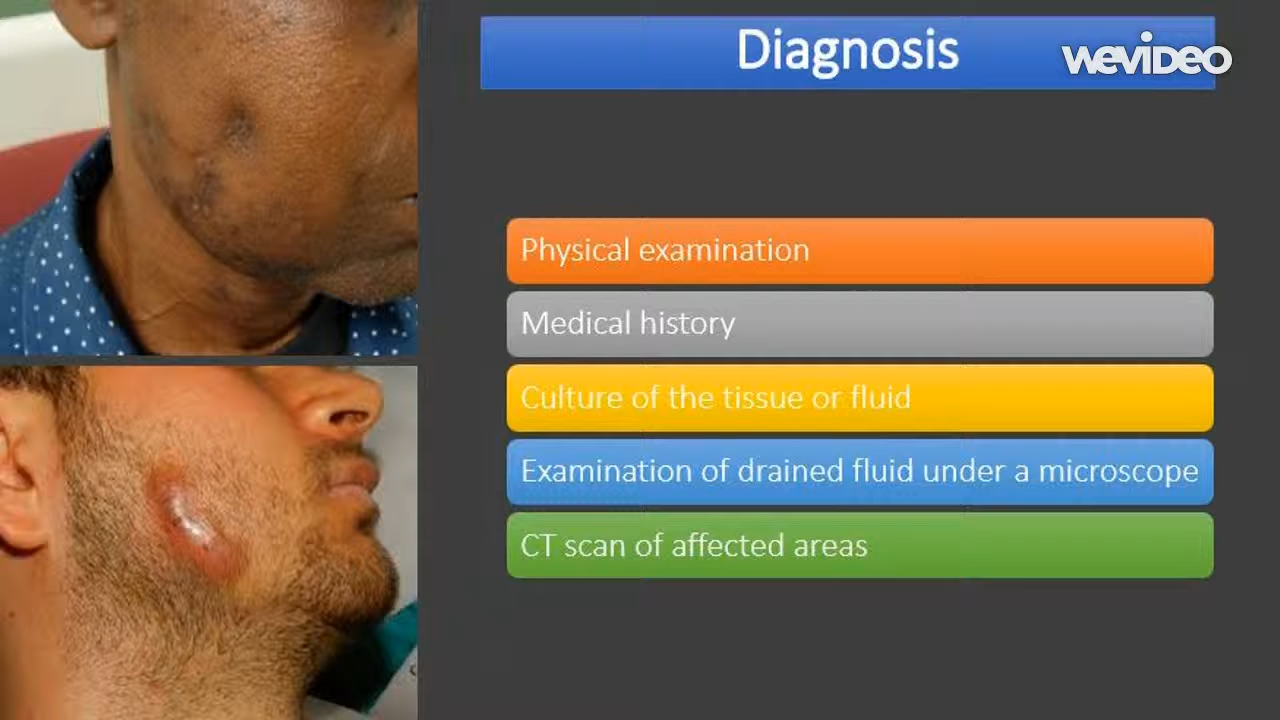 Diagnosis
wevideo
Physical examination
Medical history
Culture of the tissue or fluid
Examination of drained fluid under a microscope
CT scan of affected areas